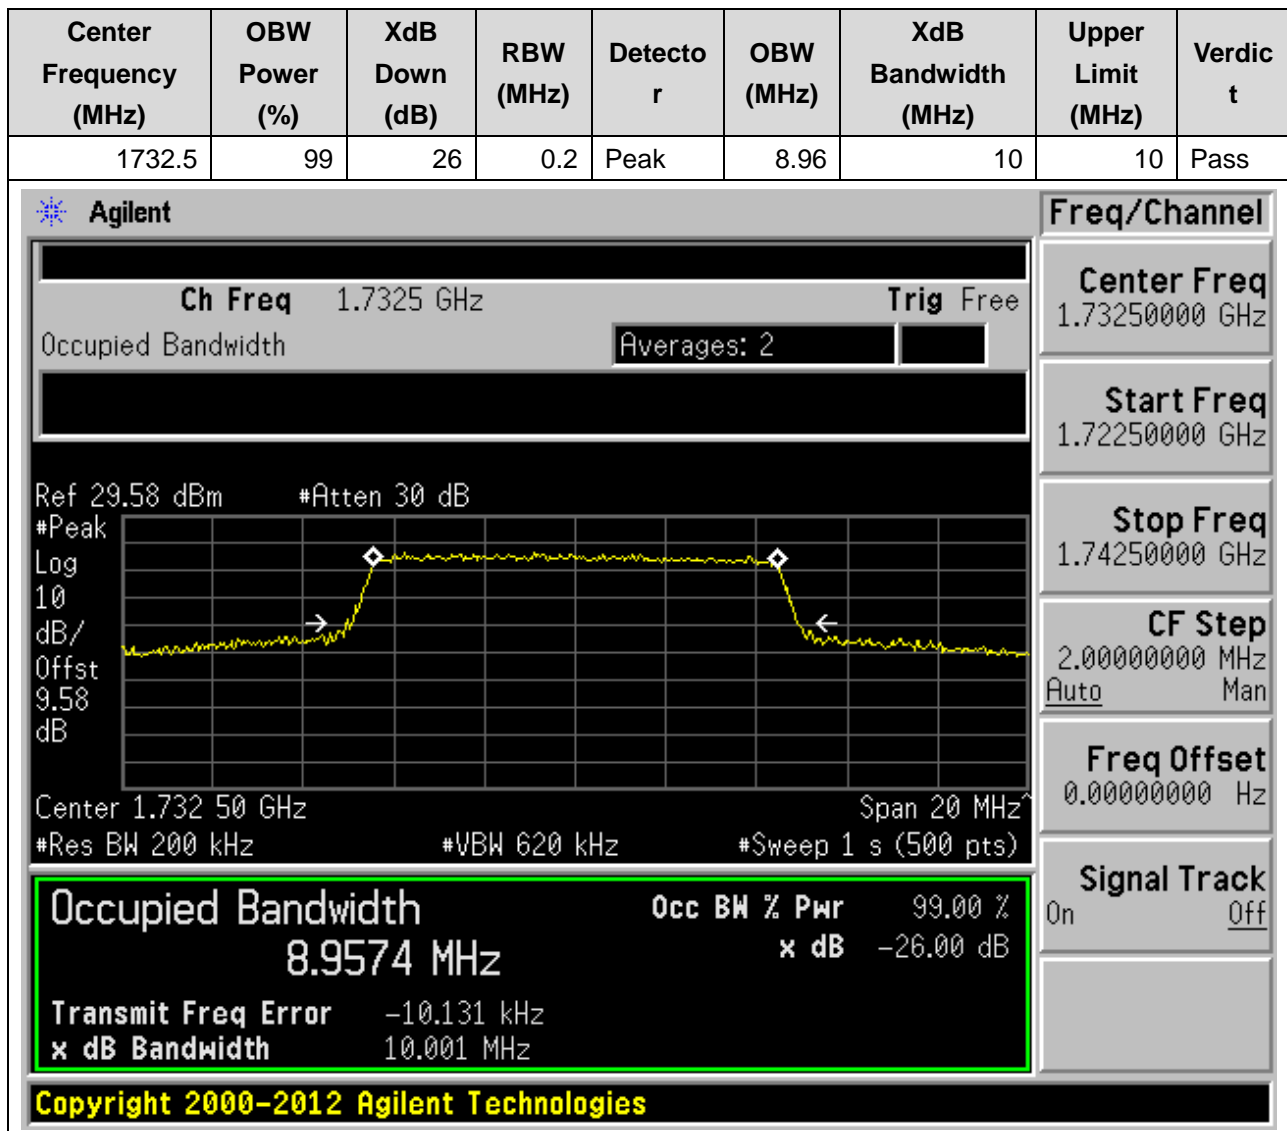 Center Frequency (MHz) OBW Power (%) XdB Down (dB) RBW (MHz) Detecto r OBW (MHz) XdB Bandwidth (MHz) Upper Limit (MHz) Verdic t
1732.5 99 26 0.2 Peak 8.96 10 10 Pass
Agilent
Freq/Channel
Ch Freq 1.7325 GHz Trig Free
Occupied Bandwidth Averages: 2
Ref 29.58 dBm #Atten 30 dB
#Peak
Log
10
dB/
Offst
9.58
dB
Center 1.732 50 GHz Span 20 MHz^
#Res BW 200 kHz #VBW 620 kHz #Sweep 1 s (500 pts)
Occupied Bandwidth Occ BW % Pwr 99.00 %
8.9574 MHz x dB -26.00 dB
Transmit Freq Error -10.131 kHz
x dB Bandwidth 10.001 MHz
Center Freq
1.73250000 GHz
Start Freq
1.72250000 GHz
Stop Freq
1.74250000 GHz
CF Step
2.00000000 MHz
Auto Man
Freq Offset
0.00000000 Hz
Signal Track
On Off
Copyright 2000-2012 Agilent Technologies